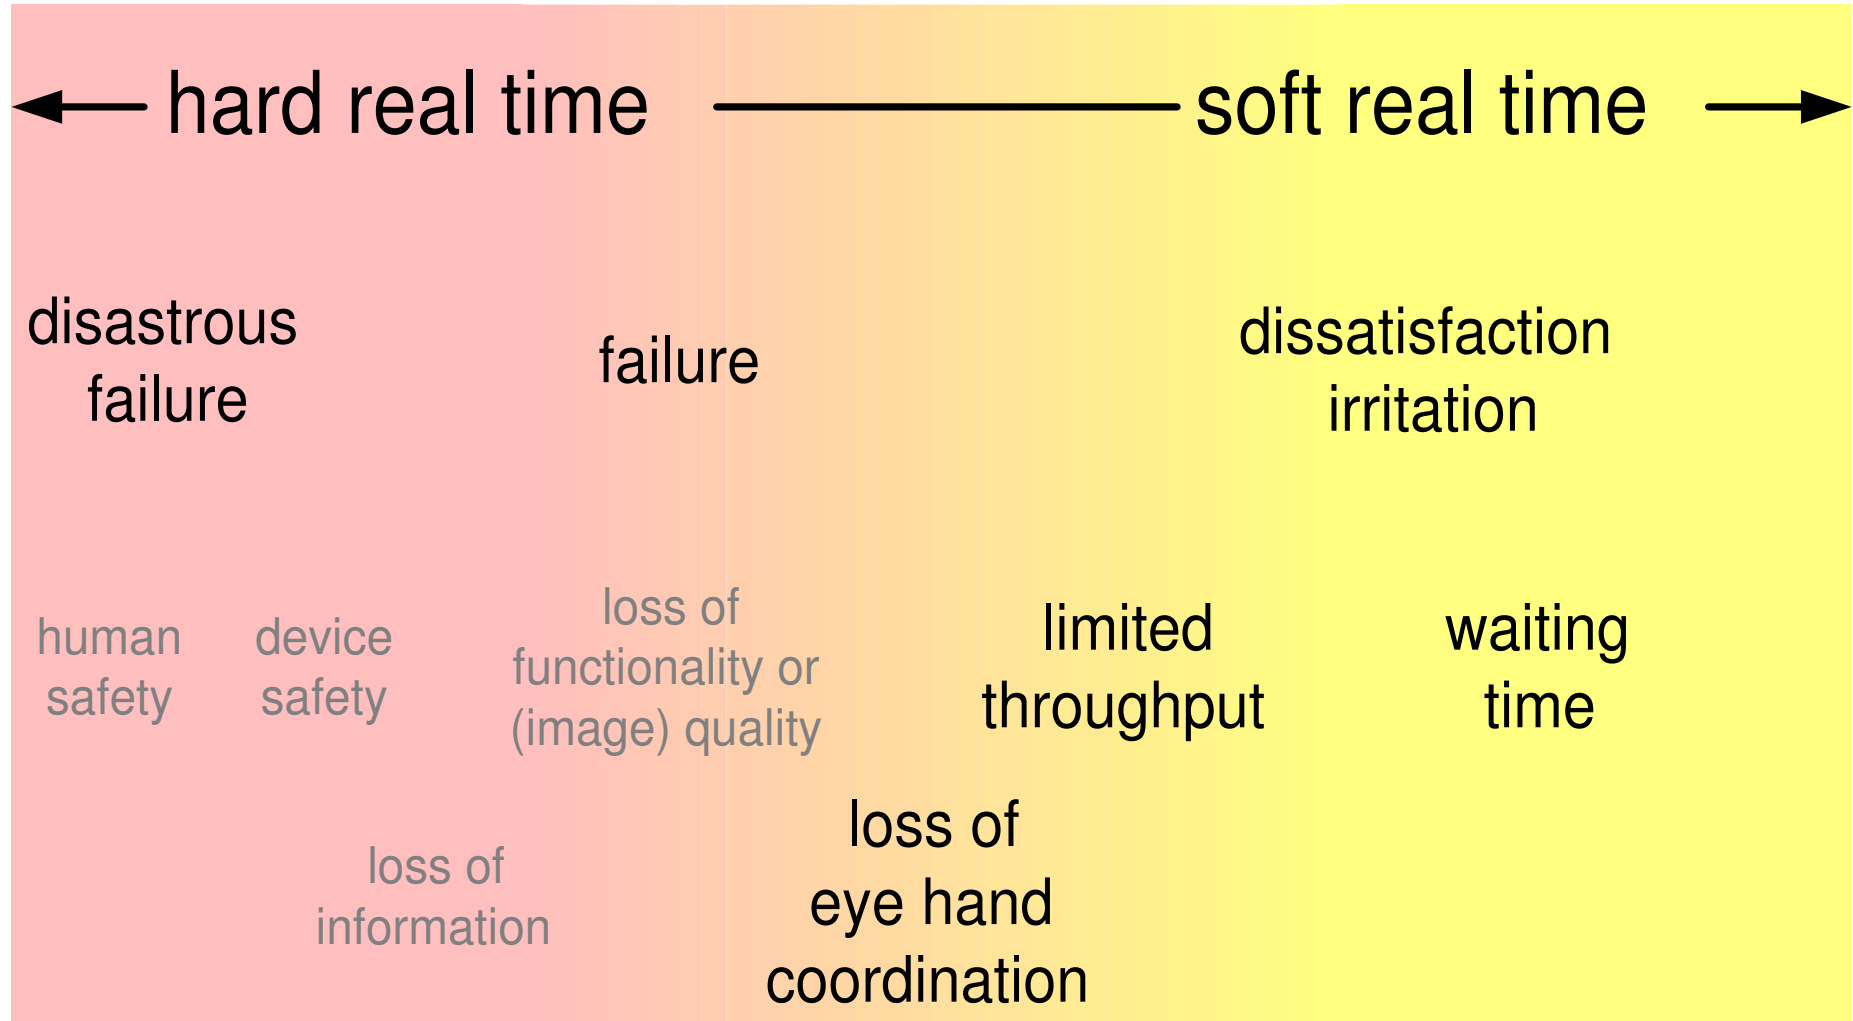 hard real time
soft real time
disastrous
failure
failure
dissatisfaction
irritation
human
safety
device
safety
loss of
functionality or
(image) quality
limited
throughput
waiting
time
loss of
information
loss of
eye hand
coordination